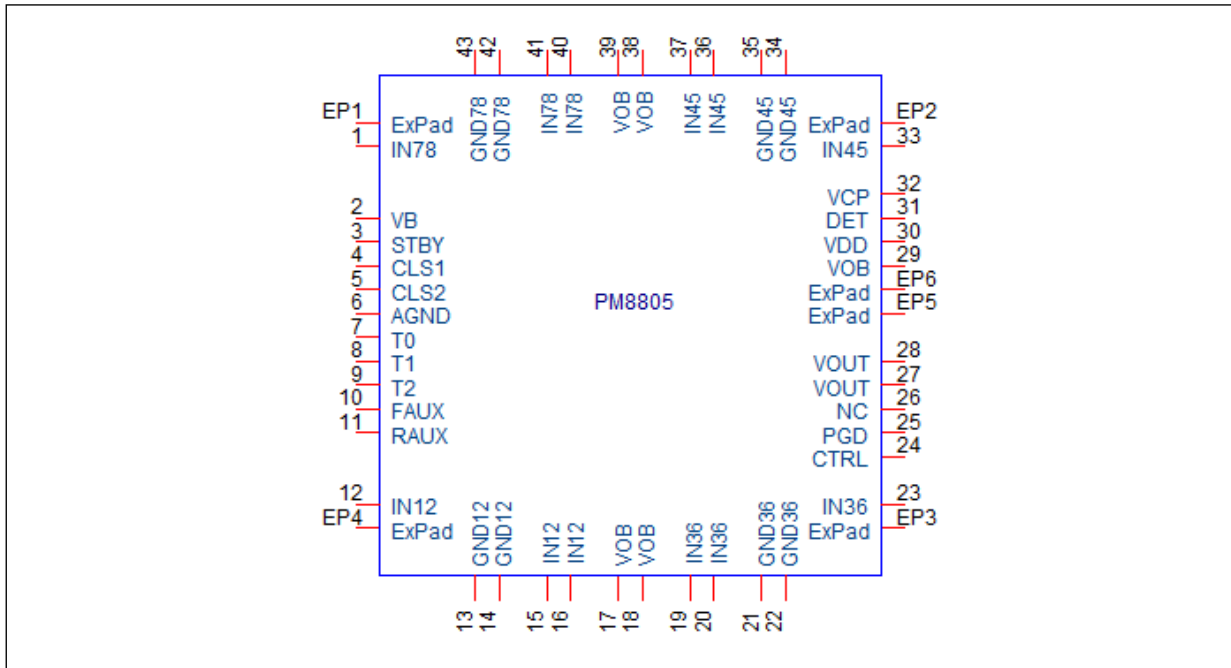 43 42 41 40 39 38 37 36 35 34
GND78 GND78 IN78 IN78 VOB VOB IN45 IN45 GND45 GND45
EP1 ExPad ExPad EP2
1 IN78 IN45 33
VCP 32
2 VB DET 31
3 STBY VDD 30
4 CLS1 VOB 29
5 CLS2 ExPad EP6
PM8805
6 AGND ExPad EP5
7 T0
8 T1 VOUT 28
9 T2 VOUT 27
10 FAUX NC 26
11 RAUX PGD 25
CTRL 24
12 IN12 IN36 23
EP4 ExPad ExPad EP3
GND12 GND12 IN12 IN12 VOB VOB IN36 IN36 GND36 GND36
13 14 15 16 17 18 19 20 21 22